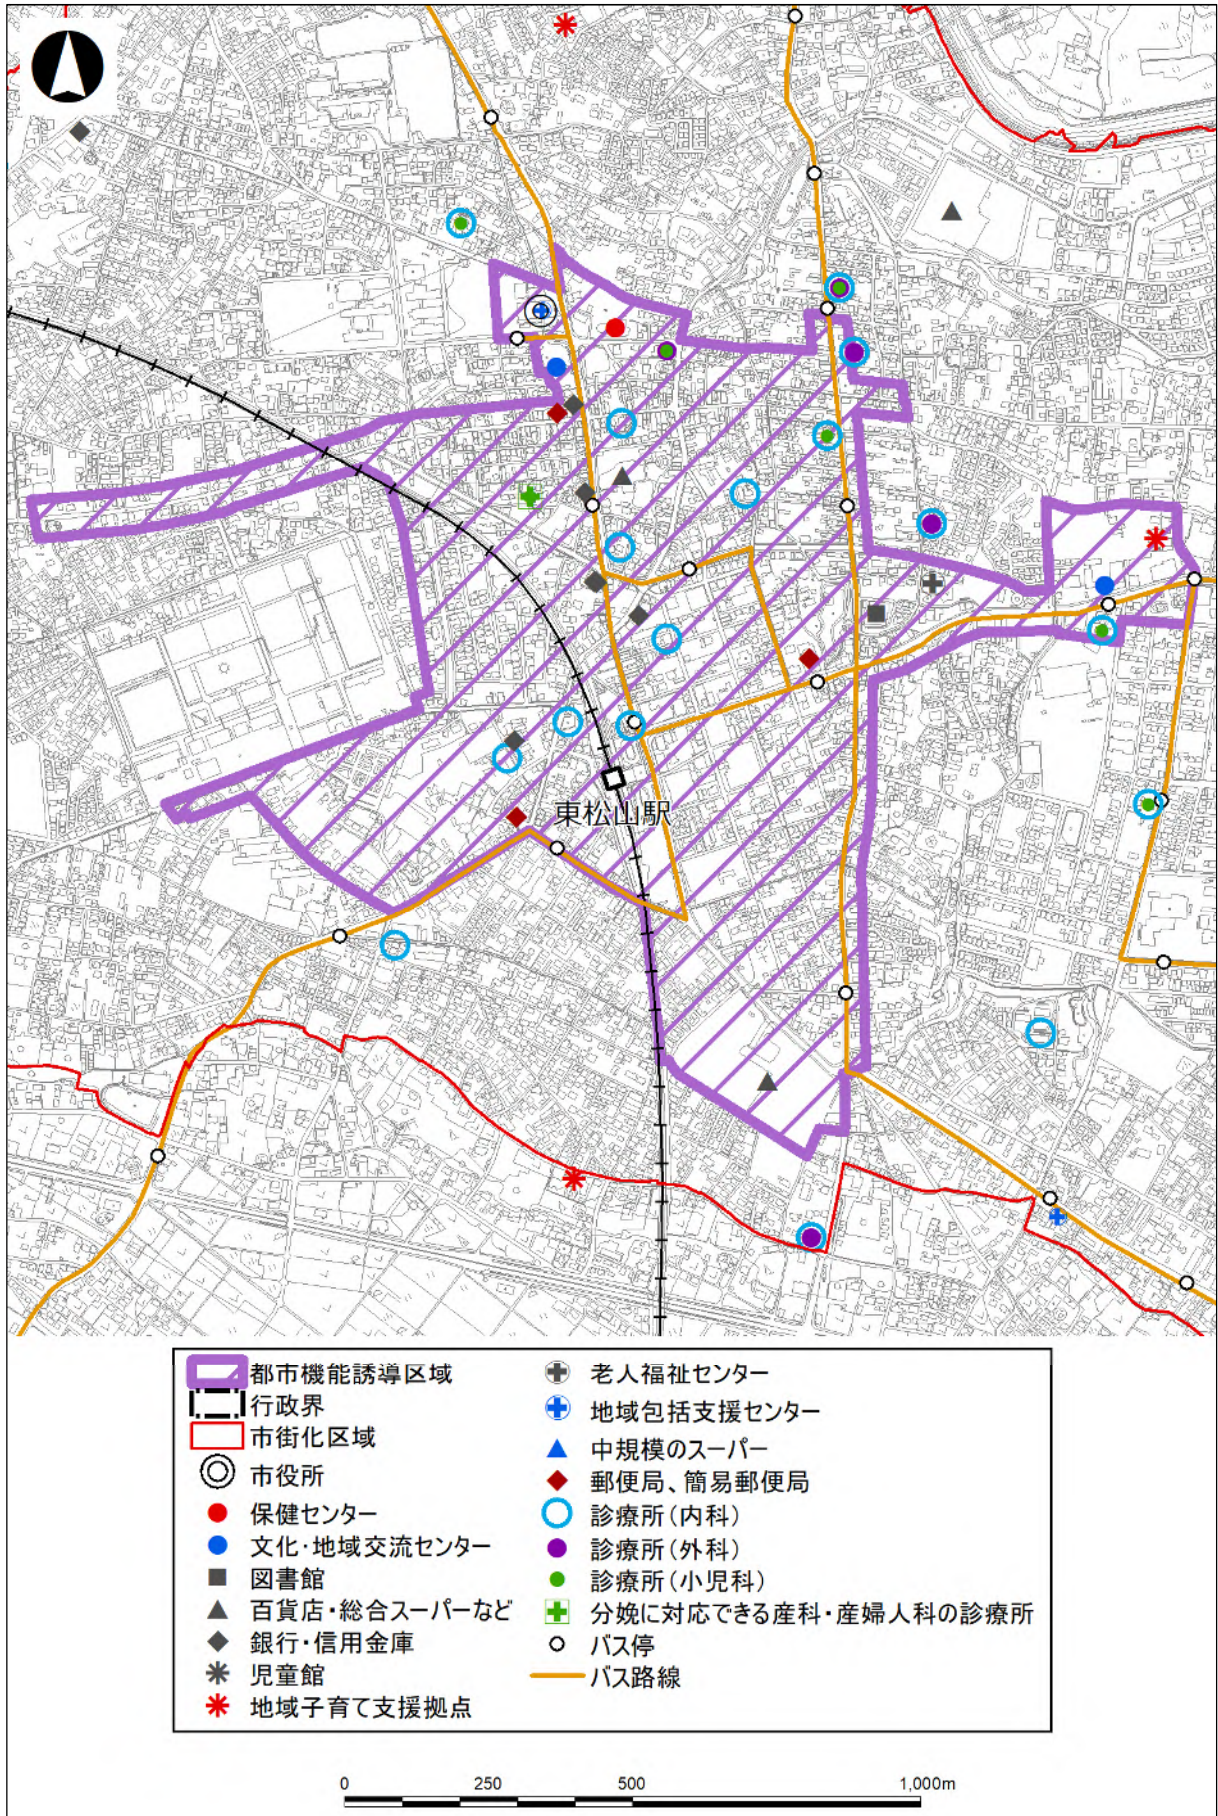 東松山駅
都市機能誘導区域
行政界
市街化区域
市役所
保健センター
文化・地域交流センター
図書館
百貨店・総合スーパーなど
銀行・信用金庫
児童館
地域子育て支援拠点
老人福祉センター
地域包括支援センター
中規模のスーパー
郵便局、簡易郵便局
診療所(内科)
診療所(外科)
診療所(小児科)
分娩に対応できる産科・産婦人科の診療所
バス停
バス路線
0 250 500 1,000m